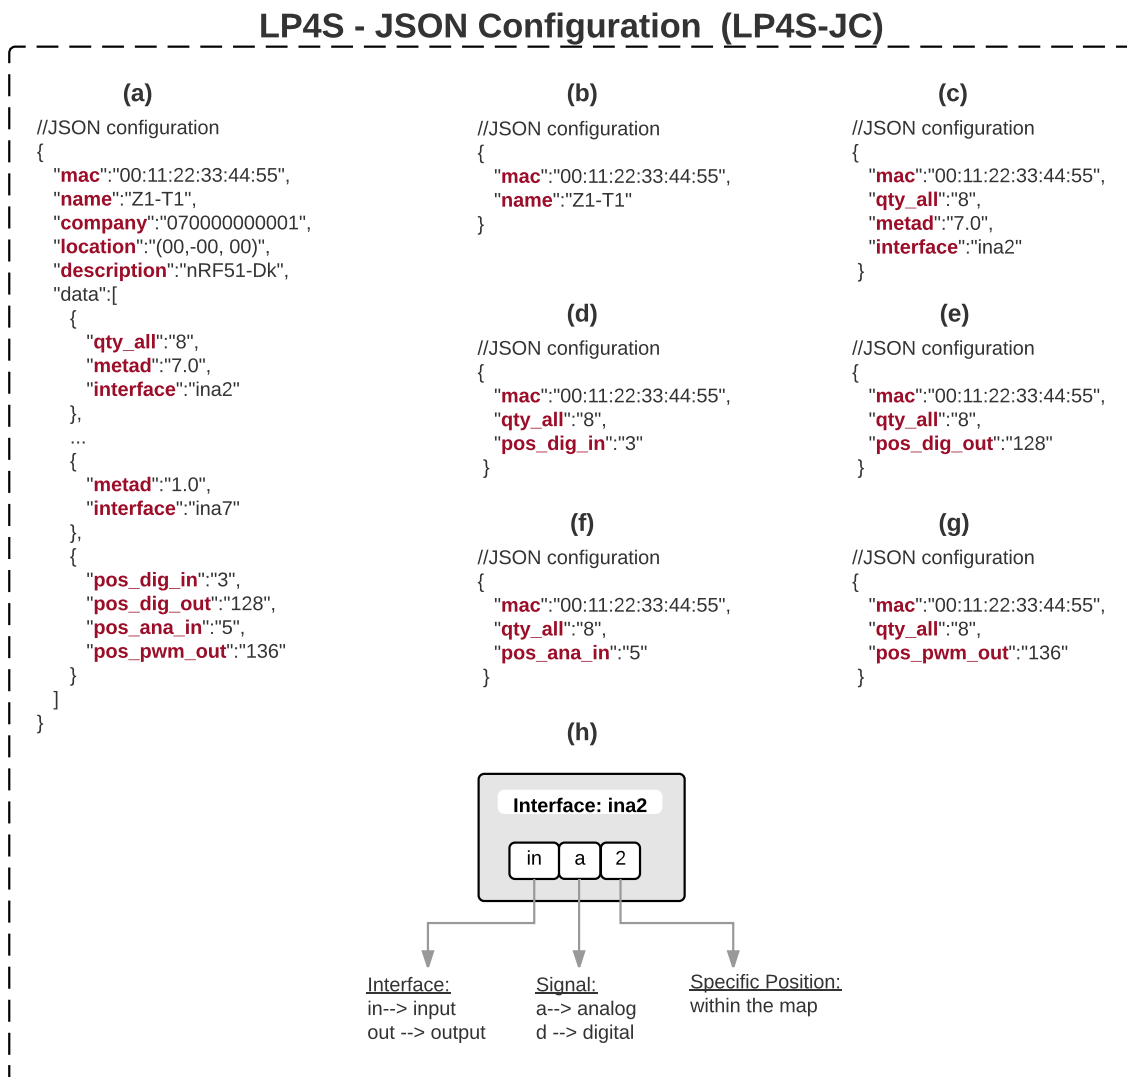 LP4S - JSON Configuration  (LP4S-JC)
(a)
//JSON configuration
{
"mac":"00:11:22:33:44:55",
"name":"Z1-T1",
"company":"070000000001",
"location":"(00,-00, 00)",
"description":"nRF51-Dk",
"data":[
{
"qty_all":"8",
"metad":"7.0",
"interface":"ina2"
},
...
{
"metad":"1.0",
"interface":"ina7"
},
{
"pos_dig_in":"3",
"pos_dig_out":"128",
"pos_ana_in":"5",
"pos_pwm_out":"136"
}
]
}
(b)
//JSON configuration
{
"mac":"00:11:22:33:44:55",
"name":"Z1-T1"
}
(c)
//JSON configuration
{
"mac":"00:11:22:33:44:55",
"qty_all":"8",
"metad":"7.0",
"interface":"ina2"
}
(d)
//JSON configuration
{
"mac":"00:11:22:33:44:55",
"qty_all":"8",
"pos_dig_in":"3"
}
(e)
//JSON configuration
{
"mac":"00:11:22:33:44:55",
"qty_all":"8",
"pos_dig_out":"128"
}
(f)
//JSON configuration
{
"mac":"00:11:22:33:44:55",
"qty_all":"8",
"pos_ana_in":"5"
}
(g)
//JSON configuration
{
"mac":"00:11:22:33:44:55",
"qty_all":"8",
"pos_pwm_out":"136"
}
(h)
Interface: ina2
in a 2
Interface:
in--> input
out --> output
Signal:
a--> analog
d --> digital
Specific Position:
within the map